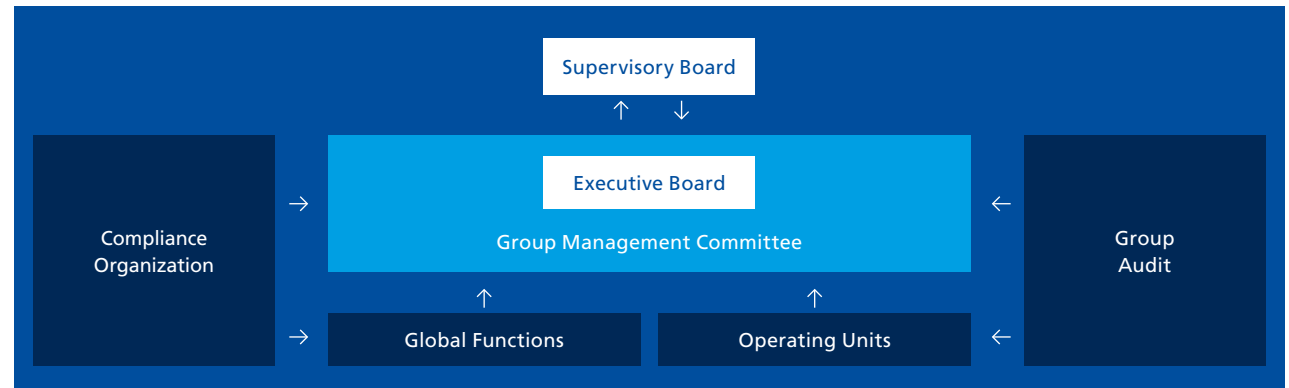 Supervisory Board
↑ ↓
Executive Board
Group Management Committee
Compliance
Organization
→
→
Group
Audit
←
←
↑ ↑
Global Functions
Operating Units